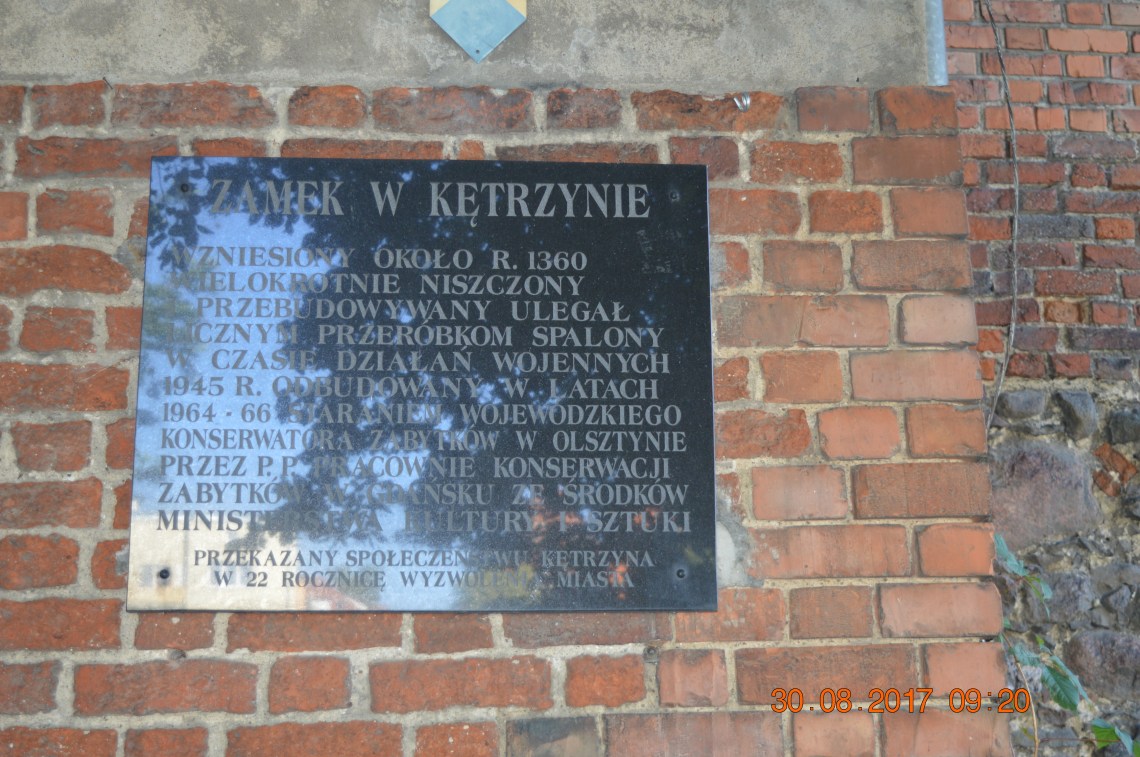 ZAMEK W KĘTRZYNIE
WZNIESIONY OKOŁO R. 1360
WIELOKROTNIE NISZCZONY
I PRZEBUDOWYWANY ULEGAŁ
LICZNYM PRZERÓBKOM SPALONY
W CZASIE DZIAŁAŃ WOJENNYCH
1945 R. ODBUDOWANY W LATACH
1964 - 66 STARANIEM WOJEWODZKIEGO
KONSERWATORA ZABYTKÓW W OLSZTYNIE
PRZEZ P.P. PRACOWNIE KONSERWACJI
ZABYTKÓW W GDAŃSKU ZE ŚRODKÓW
MINISTERSTWA KULTURY I SZTUKI
PRZEKAZANY SPOŁECZEŃSTWU KĘTRZYNA
W 22 ROCZNICE WYZWOLENIA MIASTA
30.08.2017 09:20